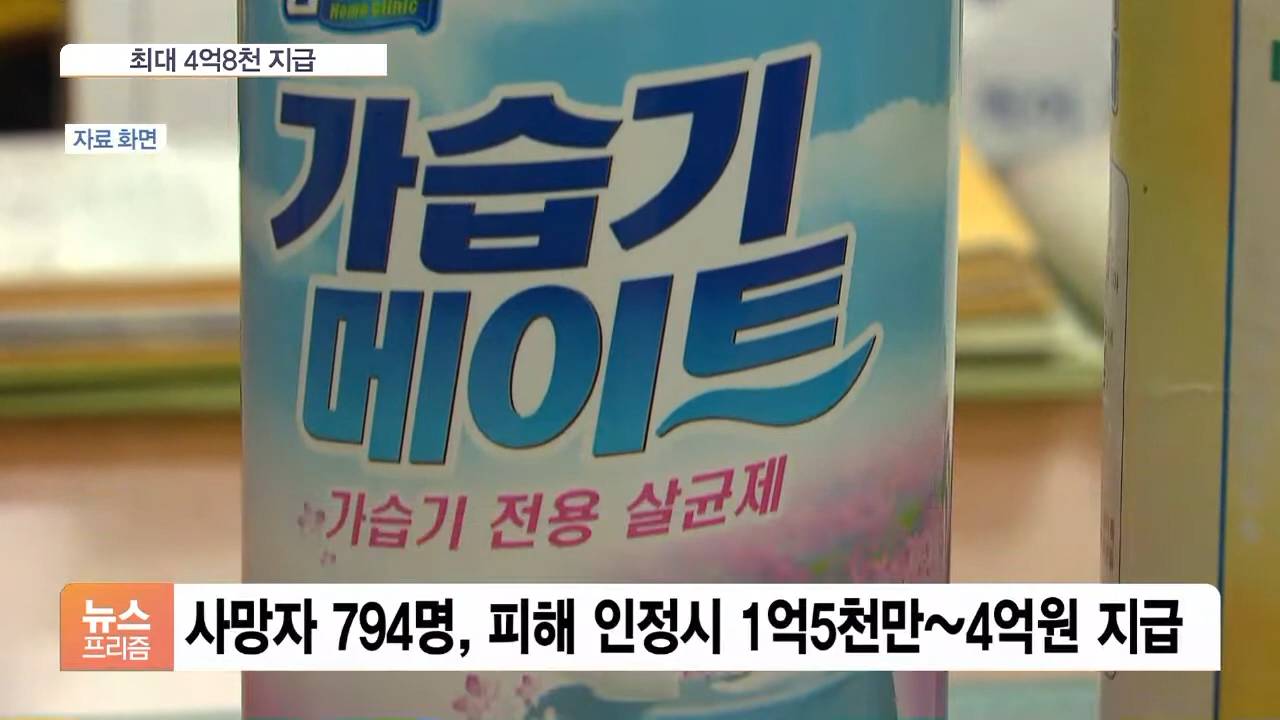 Home Clinic
최대 4억8천 지급
자료 화면
가습기
메이트
가습기 전용 살균제
뉴스
프리즘
사망자 794명, 피해 인정시 1억5천만~4억원 지급